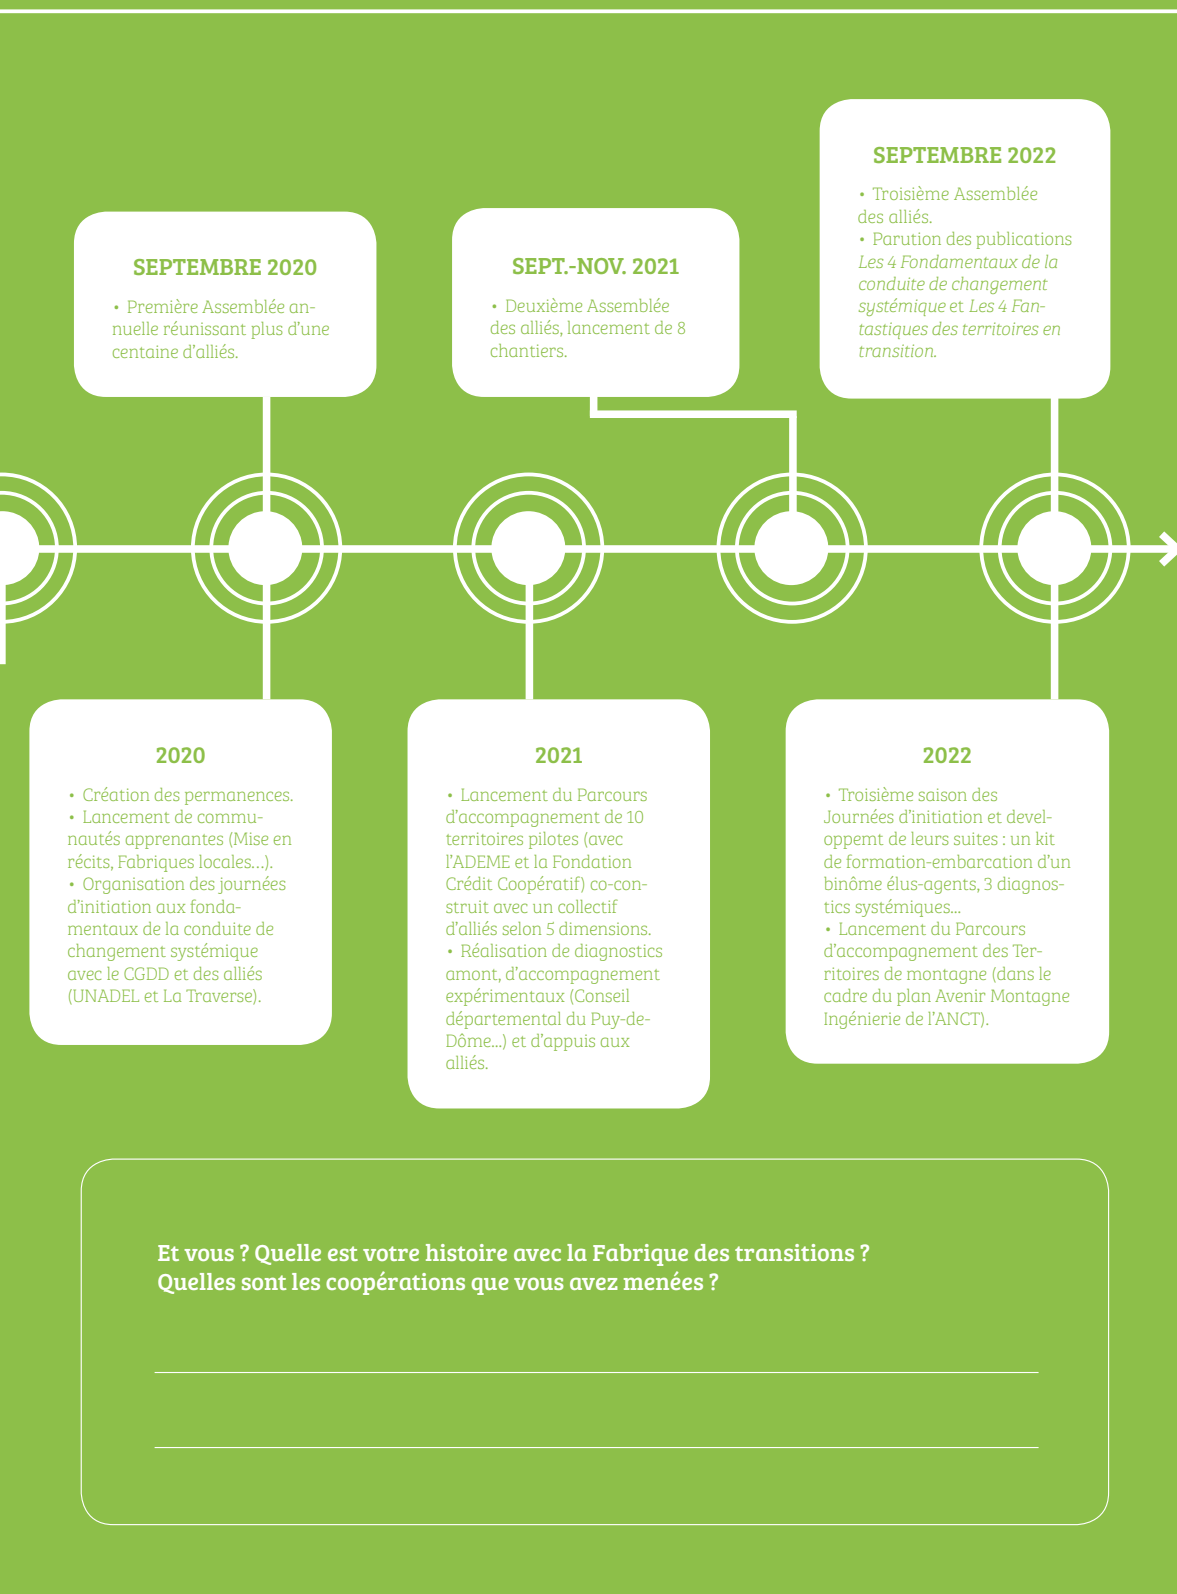 SEPTEMBRE 2020
• Première Assemblée an-
nuelle réunissant plus d'une
centaine d'alliés.
SEPT.-NOV. 2021
• Deuxième Assemblée
des alliés, lancement de 8
chantiers.
SEPTEMBRE 2022
• Troisième Assemblée
des alliés.
• Parution des publications
Les 4 Fondamentaux de la
conduite de changement
systémique et Les 4 Fan-
tastiques des territoires en
transition.
2020
• Création des permanences.
• Lancement de commu-
nautés apprenantes (Mise en
récits, Fabriques locales...).
• Organisation des journées
d'initiation aux fonda-
mentaux de la conduite de
changement systémique
avec le CGDD et des alliés
(UNADEL et La Traverse).
2021
• Lancement du Parcours
d'accompagnement de 10
territoires pilotes (avec
l'ADEME et la Fondation
Crédit Coopératif) co-con-
struit avec un collectif
d'alliés selon 5 dimensions.
• Réalisation de diagnostics
amont, d'accompagnement
expérimentaux (Conseil
départemental du Puy-de-
Dôme...) et d'appuis aux
alliés.
2022
• Troisième saison des
Journées d'initiation et devel-
oppemt de leurs suites : un kit
de formation-embarcation d'un
binôme élus-agents, 3 diagnos-
tics systémiques...
• Lancement du Parcours
d'accompagnement des Ter-
ritoires de montagne (dans le
cadre du plan Avenir Montagne
Ingénierie de l'ANCT).
Et vous ? Quelle est votre histoire avec la Fabrique des transitions ?
Quelles sont les coopérations que vous avez menées ?